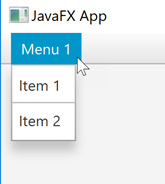 JavaFX App
Menu 1
Item 1
Item 2